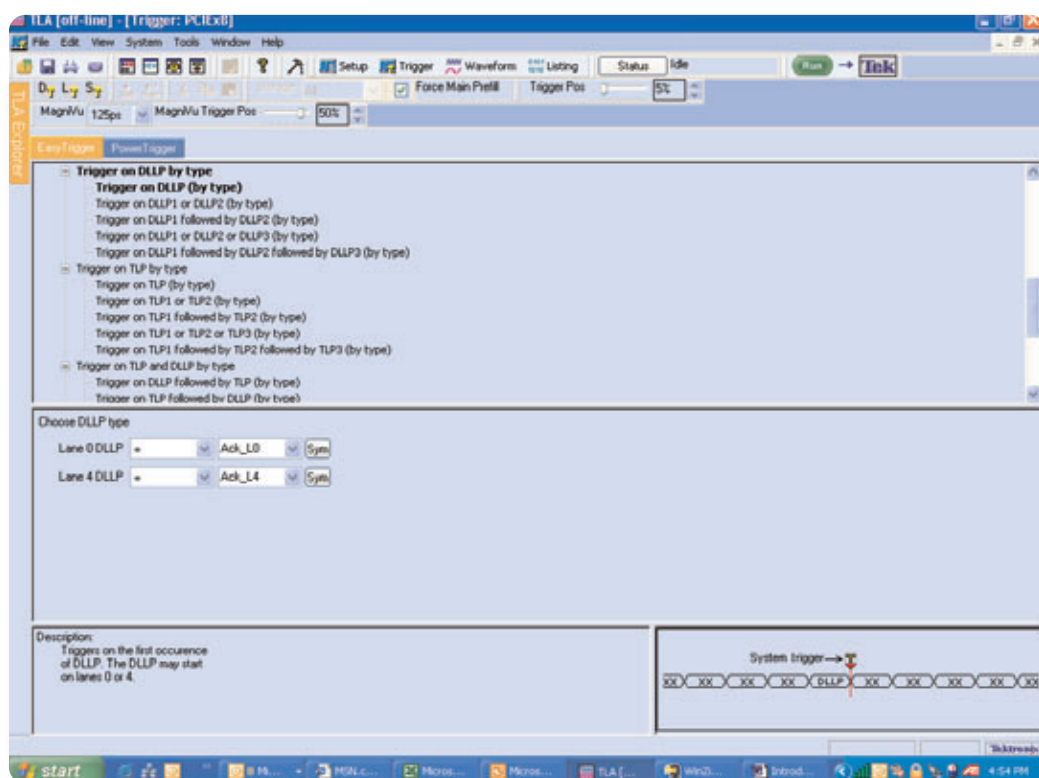 TLA [off-line] - [Trigger: PCIEx8]
File Edit View System Tools Window Help
Setup Trigger Waveform Listing Status Idle Run Tek
Force Main Prefill Trigger Pos 5%
MagniVu 125ps MagniVu Trigger Pos 50%
TLA Explorer
EasyTrigger PowerTrigger
Trigger on DLLP by type
Trigger on DLLP (by type)
Trigger on DLLP1 or DLLP2 (by type)
Trigger on DLLP1 followed by DLLP2 (by type)
Trigger on DLLP1 or DLLP2 or DLLP3 (by type)
Trigger on DLLP1 followed by DLLP2 followed by DLLP3 (by type)
Trigger on TLP by type
Trigger on TLP (by type)
Trigger on TLP1 or TLP2 (by type)
Trigger on TLP1 followed by TLP2 (by type)
Trigger on TLP1 or TLP2 or TLP3 (by type)
Trigger on TLP1 followed by TLP2 followed by TLP3 (by type)
Trigger on TLP and DLLP by type
Trigger on DLLP followed by TLP (by type)
Trigger on TLP followed by DLLP (by type)
Choose DLLP type
Lane 0 DLLP = Ack_L0 Sym
Lane 4 DLLP = Ack_L4 Sym
Description:
Triggers on the first occurence
of DLLP. The DLLP may start
on lanes 0 or 4.
System trigger
XX XX XX XX DLLP XX XX XX XX XX
Tektronix
start 8 Mi... MSN.c... Micros... Micros... TLA [... WinZi... Introd... 4:54 PM